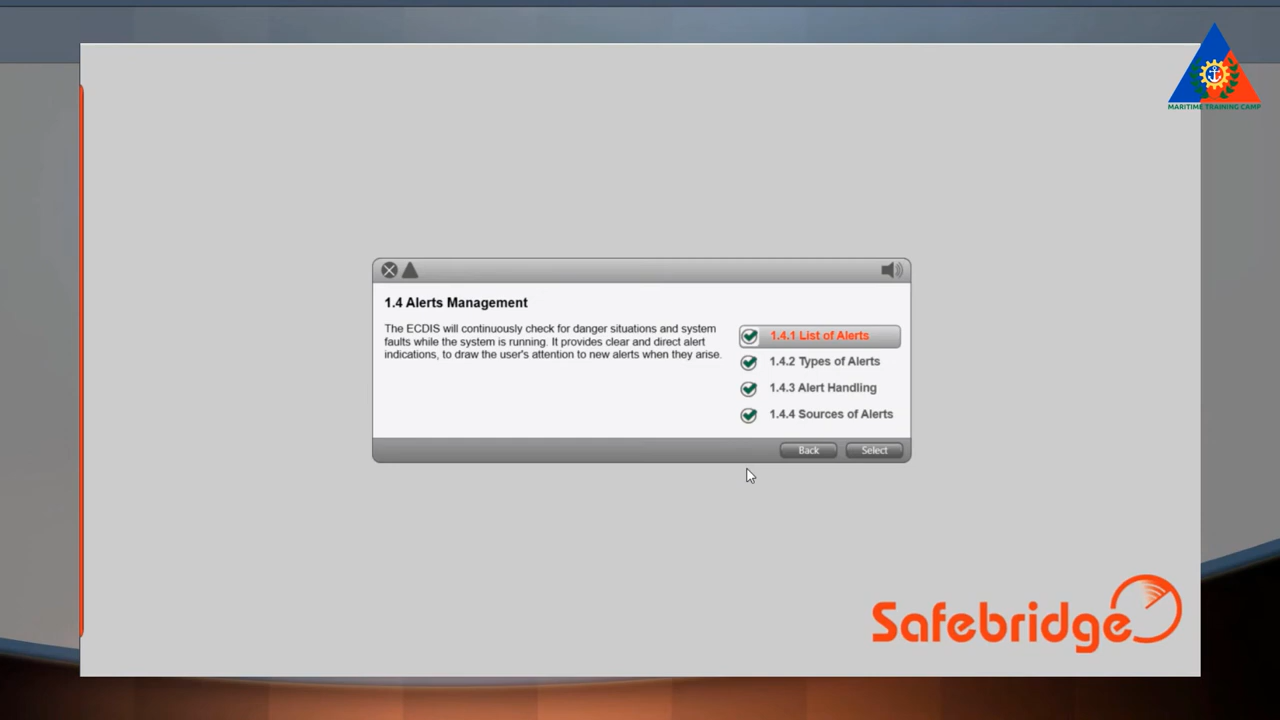 MARITIME TRAINING CAMP
1.4 Alerts Management
The ECDIS will continuously check for danger situations and system
faults while the system is running. It provides clear and direct alert
indications, to draw the user's attention to new alerts when they arise.
1.4.1 List of Alerts
1.4.2 Types of Alerts
1.4.3 Alert Handling
1.4.4 Sources of Alerts
Back
Select
Safebridge